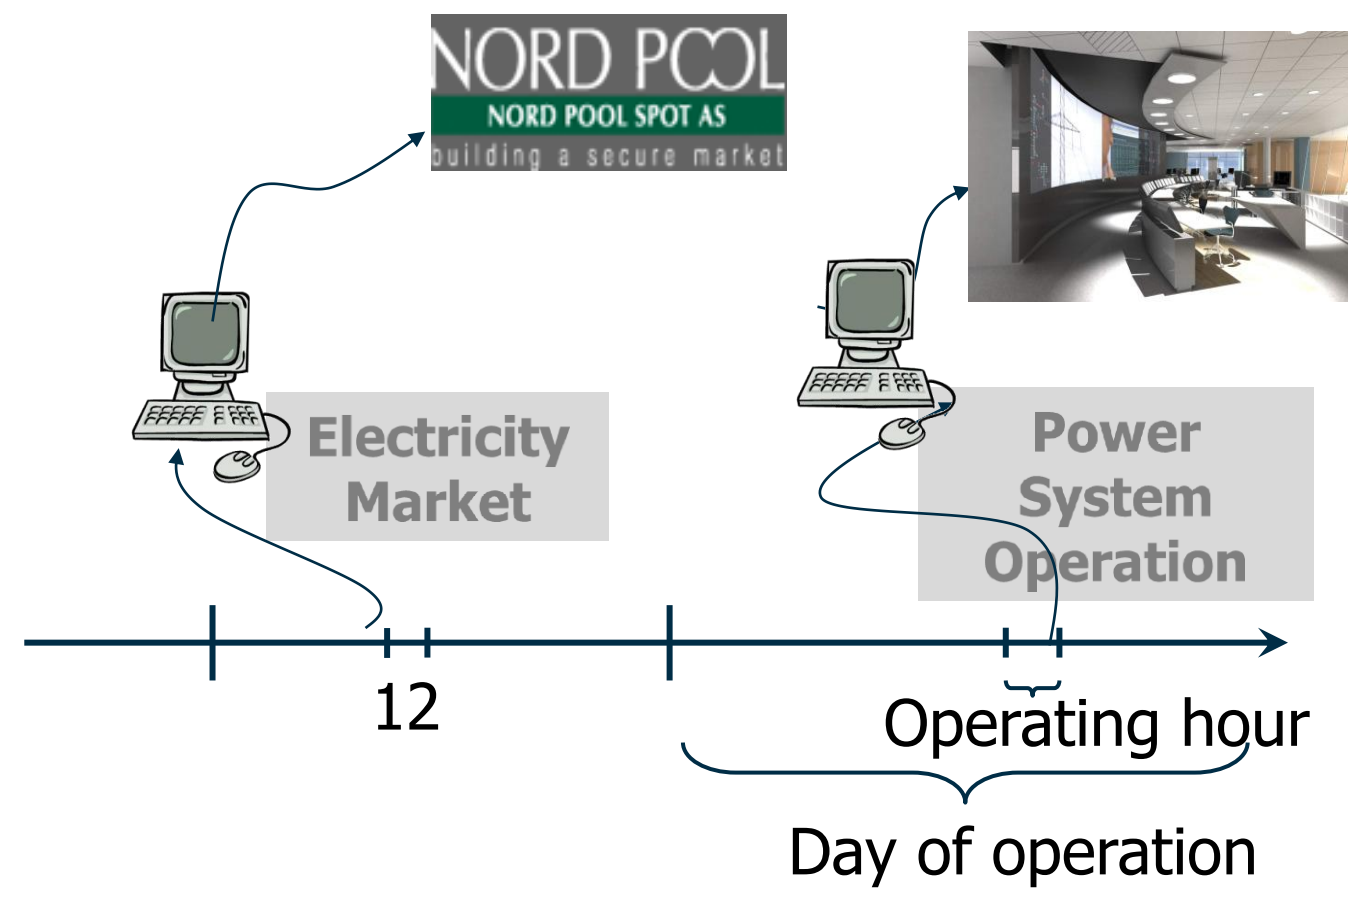 NORD POOL
NORD POOL SPOT AS
building a secure market
Electricity
Market
Power
System
Operation
12
Operating hour
Day of operation